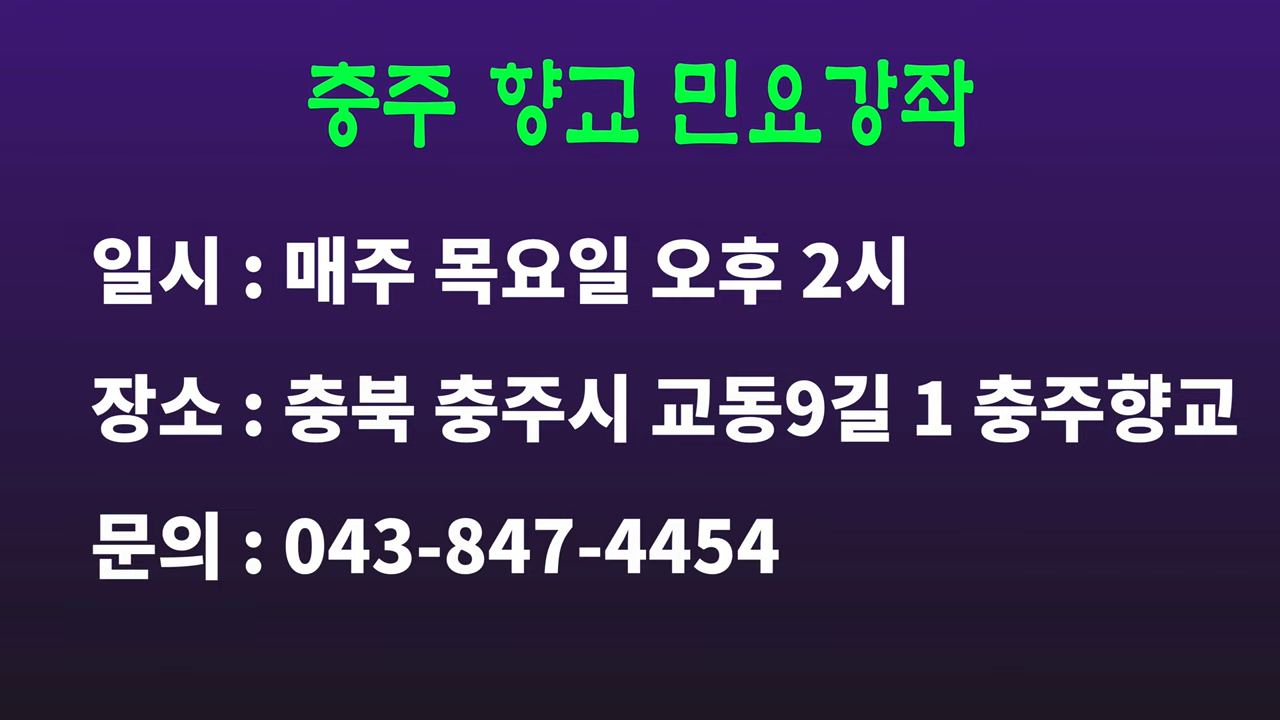 충주 향교 민요강좌
일시 : 매주 목요일 오후 2시
장소 : 충북 충주시 교동9길 1 충주향교
문의 : 043-847-4454